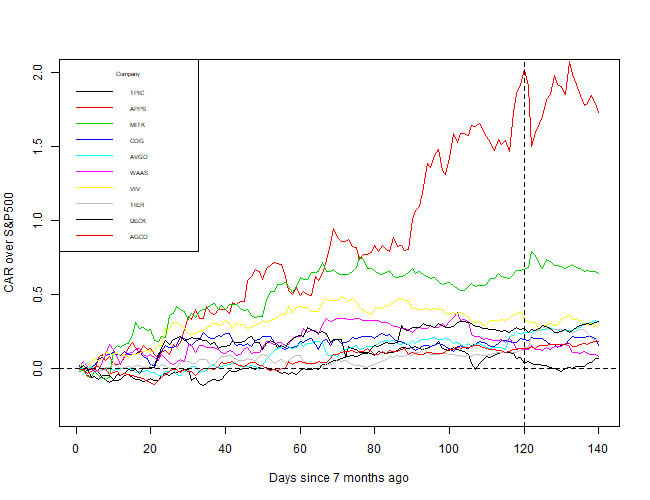 CAR over S&P500
2.0
1.5
1.0
0.5
0.0
Company
TPIC
APPS
MITK
COG
AVGO
WAAS
VIV
TIER
DECK
AGCO
0 20 40 60 80 100 120 140
Days since 7 months ago